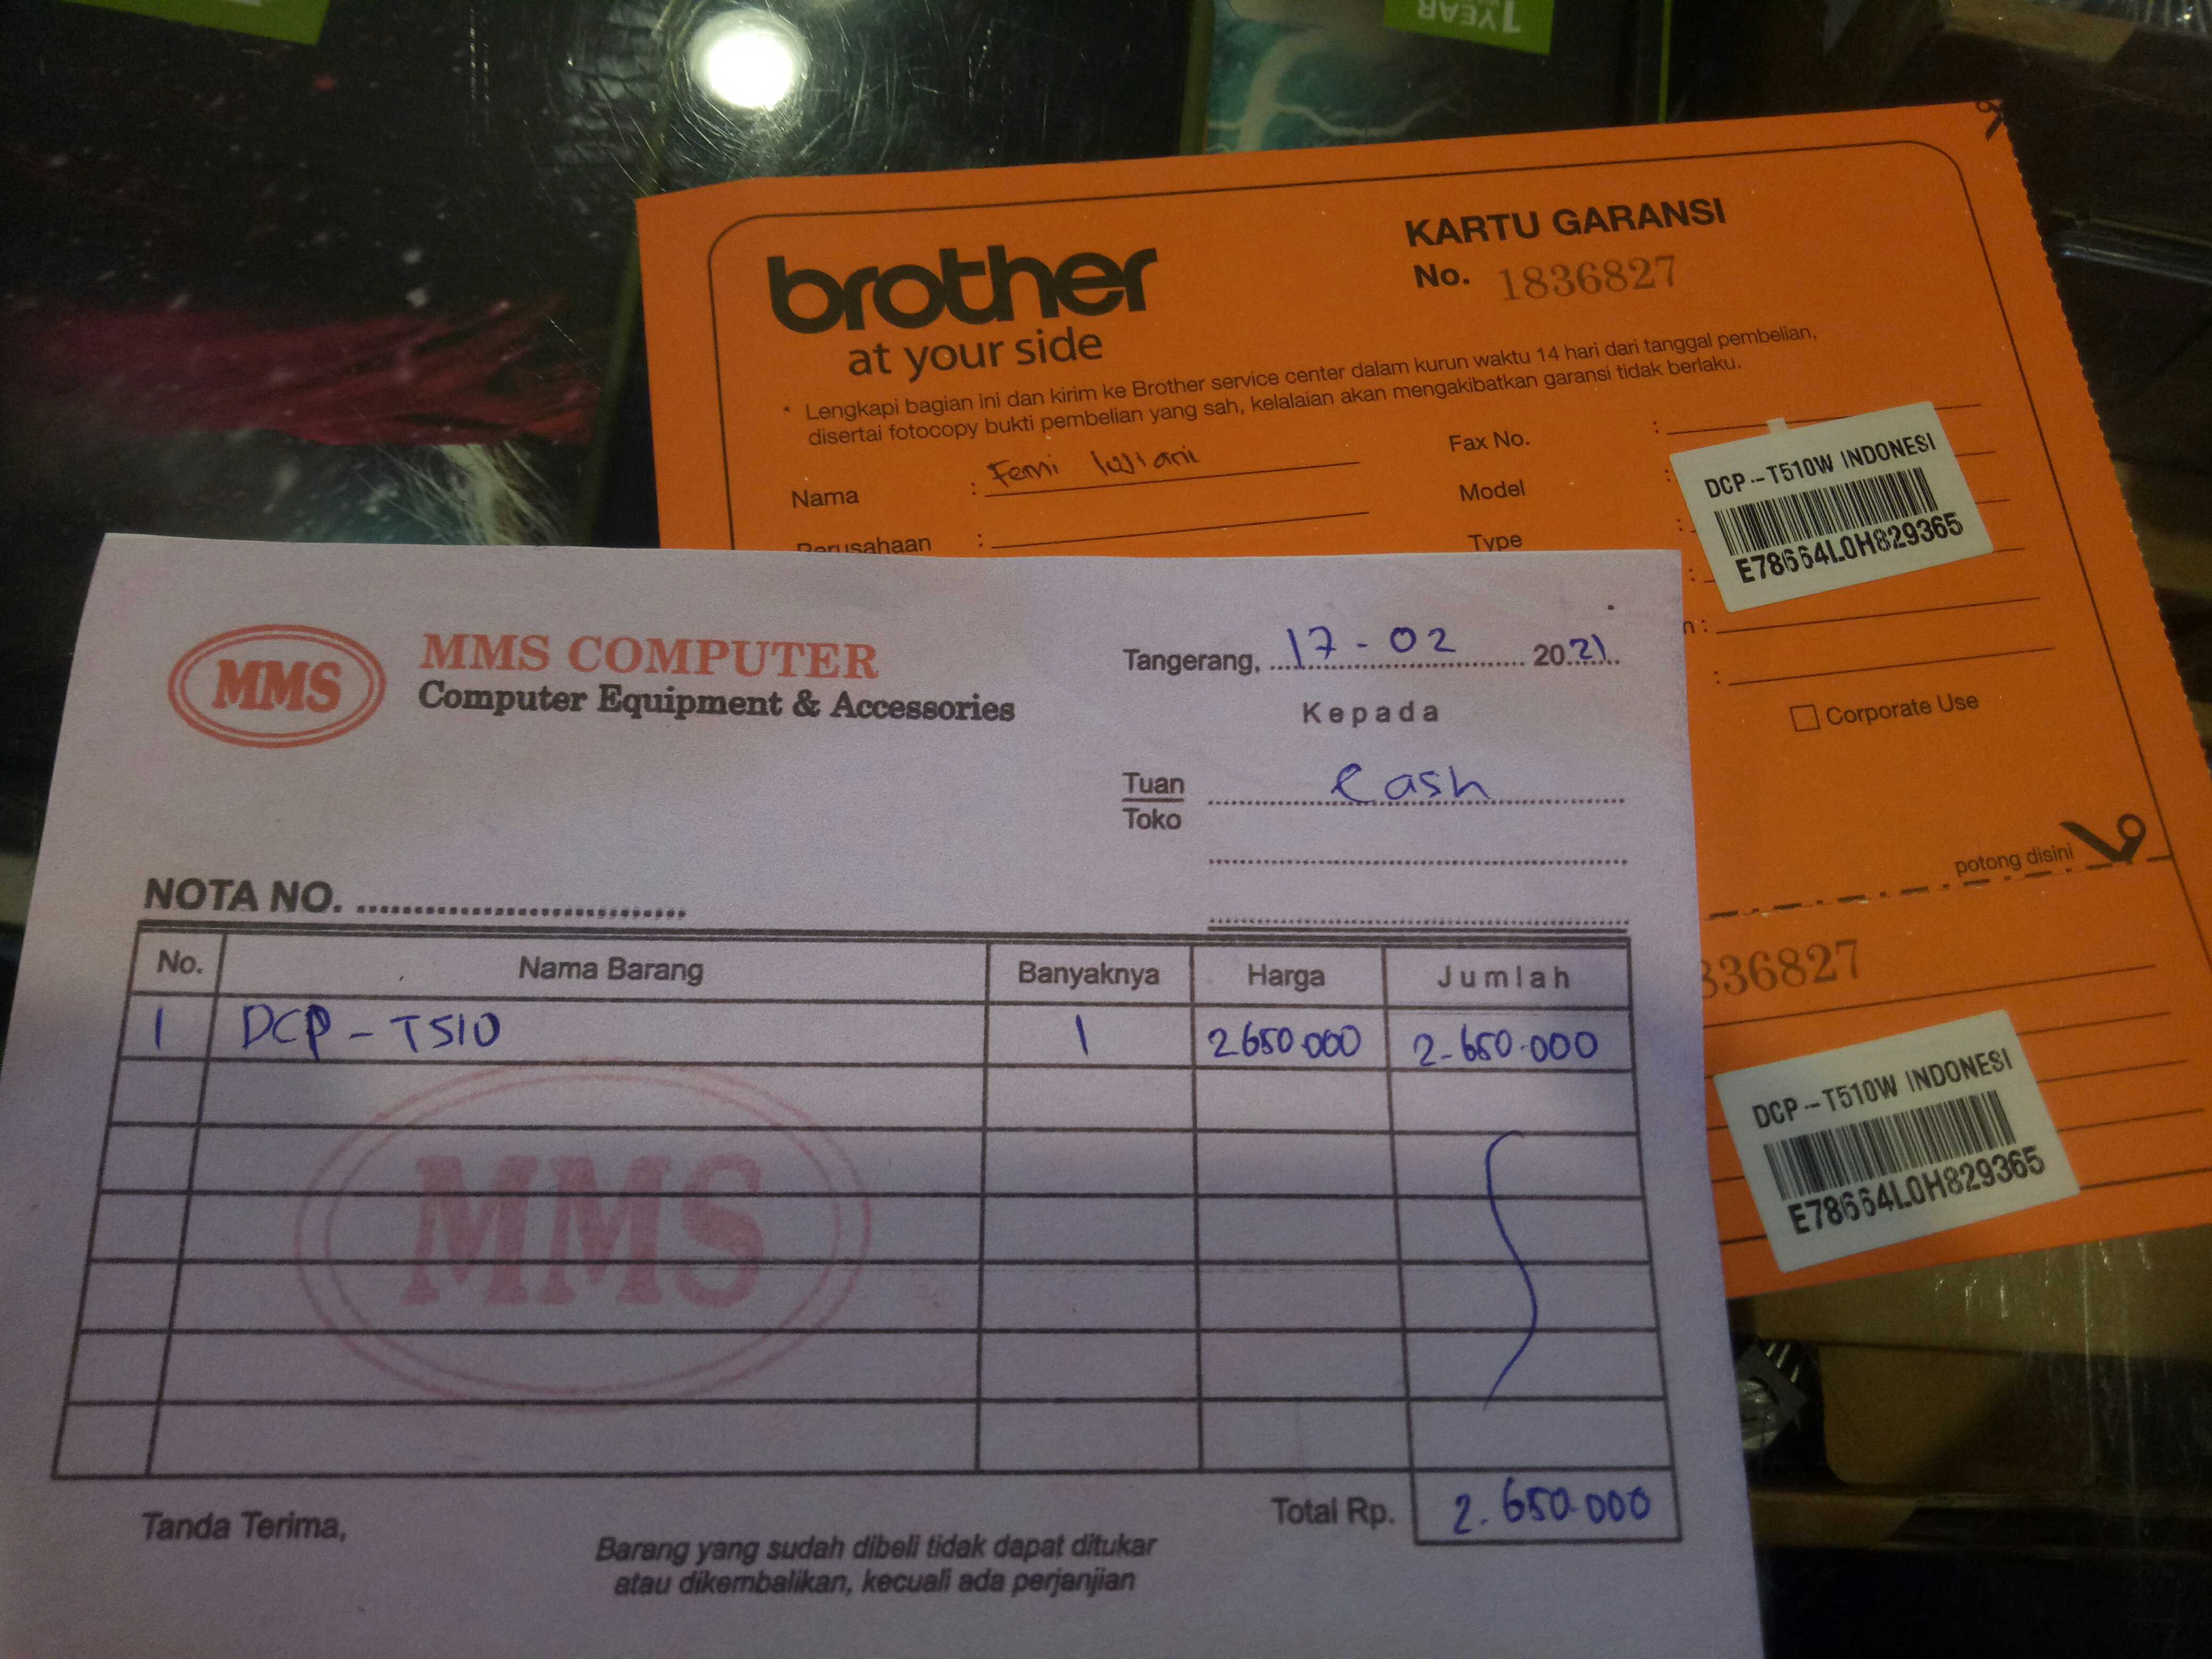 1 YEAR
brother
at your side
KARTU GARANSI
No. 1836827
* Lengkapi bagian ini dan kirim ke Brother service center dalam kurun waktu 14 hari dari tanggal pembelian,
disertai fotocopy bukti pembelian yang sah, kelalaian akan mengakibatkan garansi tidak berlaku.
Nama : Femi
Perusahaan :
Fax No. :
Model :
Type :
DCP-T510W INDONESI
E78664L0H829365
n :
:
Corporate Use
potong disini
836827
DCP-T510W INDONESI
E78664L0H829365
MMS
MMS COMPUTER
Computer Equipment & Accessories
Tangerang, 17-02 2021
Kepada
Tuan Cash
Toko
NOTA NO.
No. Nama Barang Banyaknya Harga Jumlah
1 DCP-T510 1 2650.000 2-650.000
MMS
Total Rp. 2.650.000
Tanda Terima,
Barang yang sudah dibeli tidak dapat ditukar
atau dikembalikan, kecuali ada perjanjian